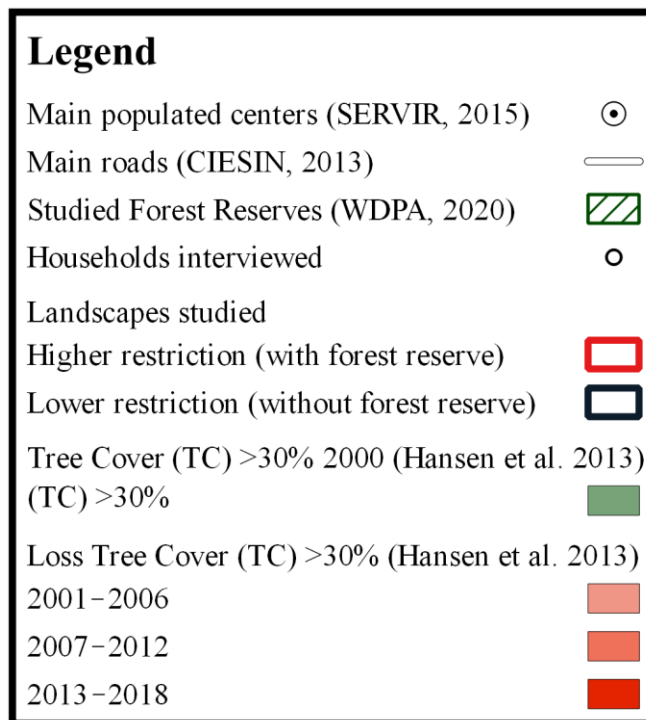 Legend
Main populated centers (SERVIR, 2015)
Main roads (CIESIN, 2013)
Studied Forest Reserves (WDPA, 2020)
Households interviewed
Landscapes studied
Higher restriction (with forest reserve)
Lower restriction (without forest reserve)
Tree Cover (TC) >30% 2000 (Hansen et al. 2013)
(TC) >30%
Loss Tree Cover (TC) >30% (Hansen et al. 2013)
2001–2006
2007–2012
2013–2018